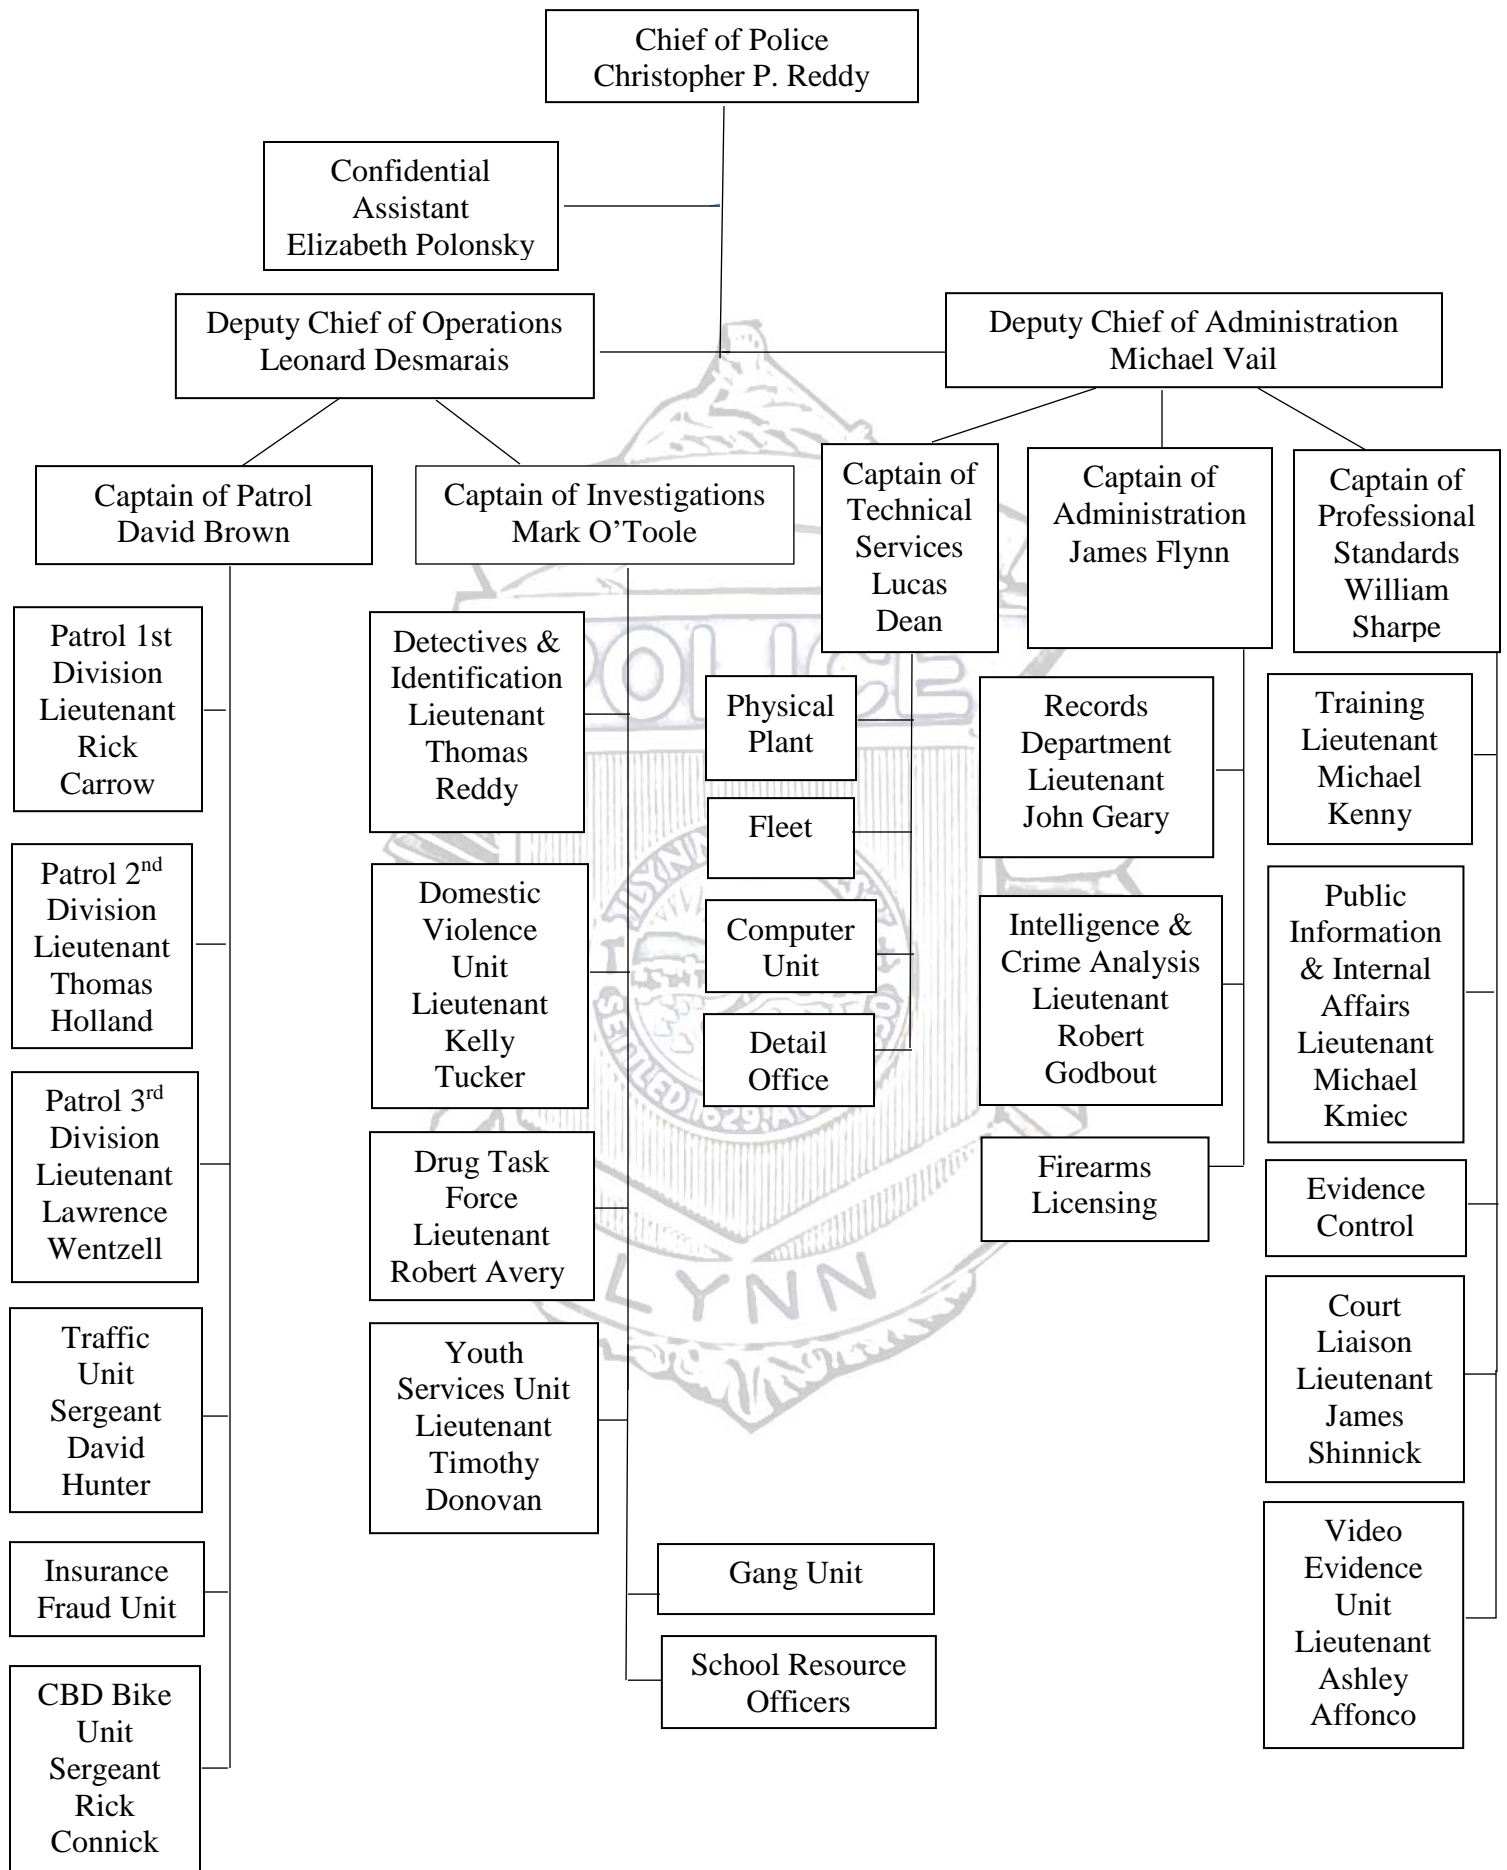 Chief of Police
Christopher P. Reddy
Confidential
Assistant
Elizabeth Polonsky
Deputy Chief of Operations
Leonard Desmarais
Deputy Chief of Administration
Michael Vail
Captain of Patrol
David Brown
Captain of Investigations
Mark O’Toole
Captain of
Technical
Services
Lucas
Dean
Captain of
Administration
James Flynn
Captain of
Professional
Standards
William
Sharpe
Patrol 1st
Division
Lieutenant
Rick
Carrow
Patrol 2nd
Division
Lieutenant
Thomas
Holland
Patrol 3rd
Division
Lieutenant
Lawrence
Wentzell
Traffic
Unit
Sergeant
David
Hunter
Insurance
Fraud Unit
CBD Bike
Unit
Sergeant
Rick
Connick
Detectives &
Identification
Lieutenant
Thomas
Reddy
Domestic
Violence
Unit
Lieutenant
Kelly
Tucker
Drug Task
Force
Lieutenant
Robert Avery
Youth
Services Unit
Lieutenant
Timothy
Donovan
Gang Unit
School Resource
Officers
Physical
Plant
Fleet
Computer
Unit
Detail
Office
Records
Department
Lieutenant
John Geary
Intelligence &
Crime Analysis
Lieutenant
Robert
Godbout
Firearms
Licensing
Training
Lieutenant
Michael
Kenny
Public
Information
& Internal
Affairs
Lieutenant
Michael
Kmiec
Evidence
Control
Court
Liaison
Lieutenant
James
Shinnick
Video
Evidence
Unit
Lieutenant
Ashley
Affonco
POLICE
LYNN